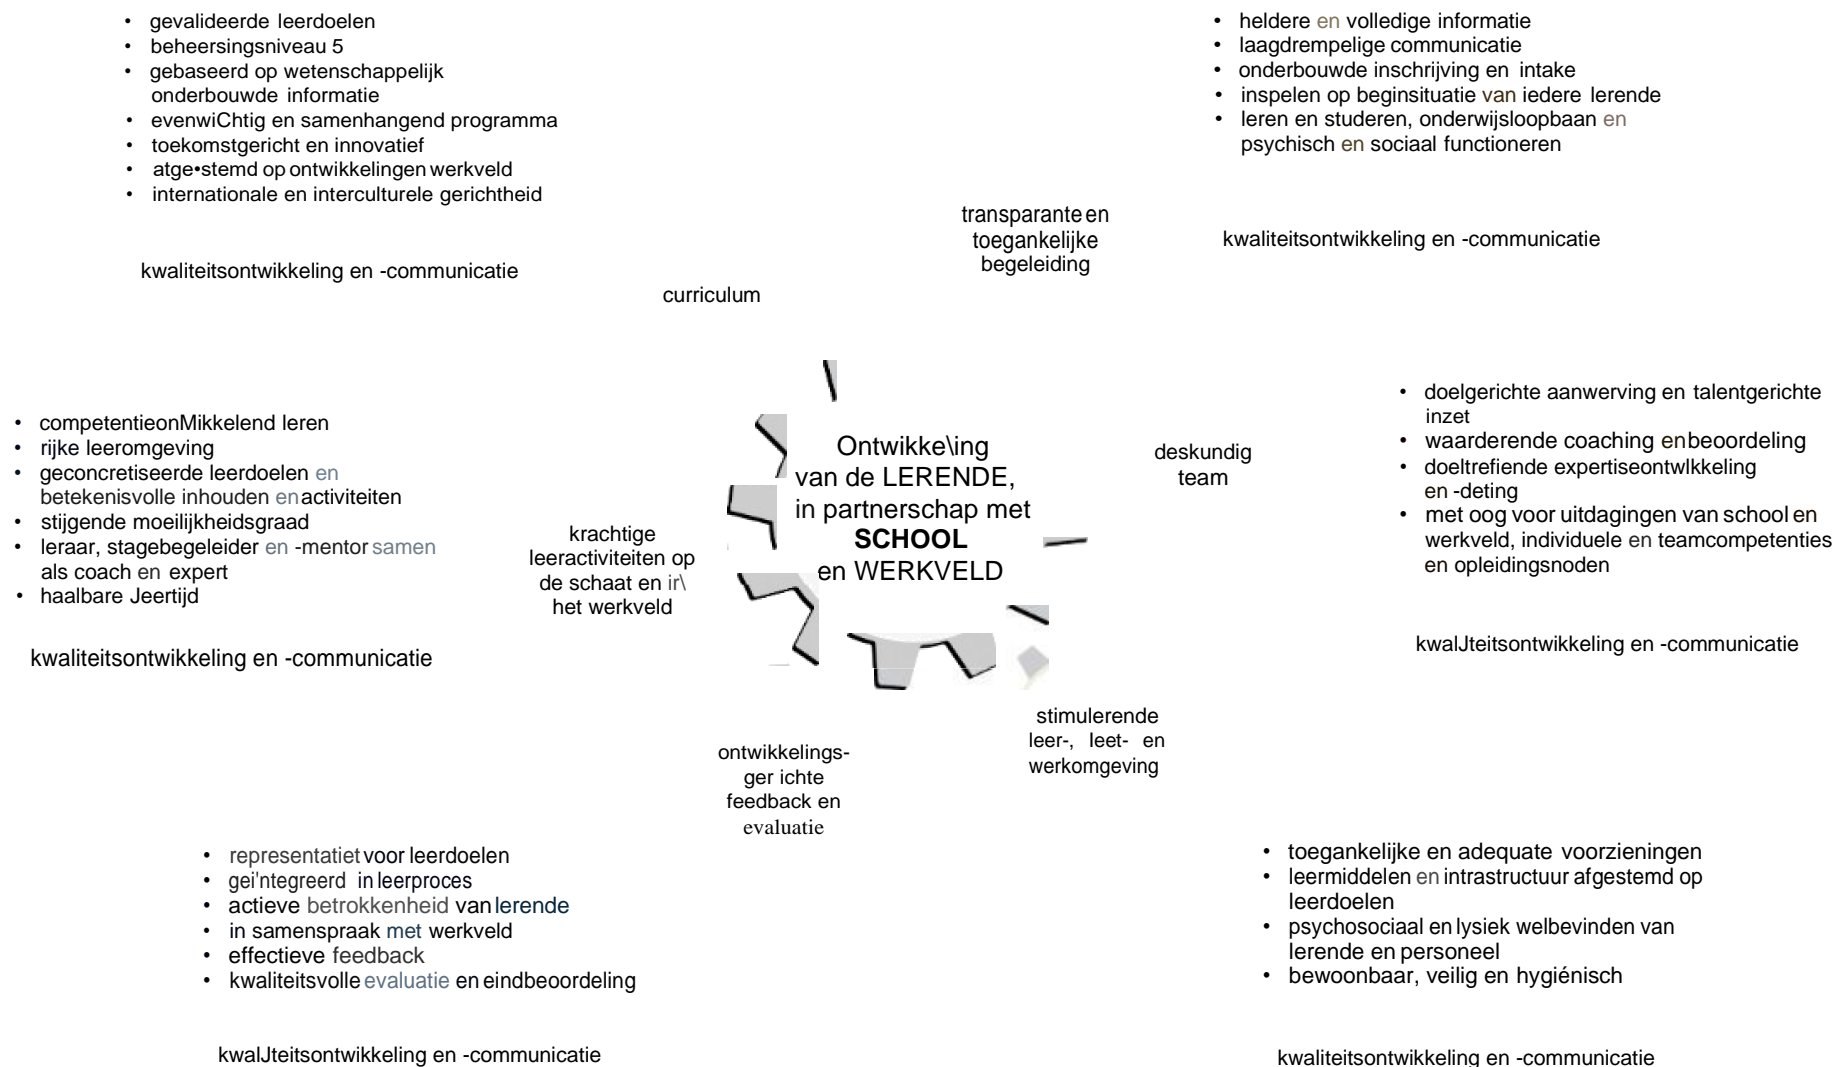 • gevalideerde leerdoelen
• beheersingsniveau 5
• gebaseerd op wetenschappelijk
onderbouwde informatie
• evenwiChtig en samenhangend programma
• toekomstgericht en innovatief
• atge•stemd op ontwikkelingen werkveld
• internationale en interculturele gerichtheid
kwaliteitsontwikkeling en -communicatie
curriculum
transparante en
toegankelijke
begeleiding
• heldere en volledige informatie
• laagdrempelige communicatie
• onderbouwde inschrijving en intake
• inspelen op beginsituatie van iedere lerende
• leren en studeren, onderwijsloopbaan en
psychisch en sociaal functioneren
kwaliteitsontwikkeling en -communicatie
• competentieonMikkelend leren
• rijke leeromgeving
• geconcretiseerde leerdoelen en
betekenisvolle inhouden en activiteiten
• stijgende moeilijkheidsgraad
• leraar, stagebegeleider en -mentor samen
als coach en expert
• haalbare Jeertijd
kwaliteitsontwikkeling en -communicatie
krachtige
leeractiviteiten op
de schaat en ir\
het werkveld
Ontwikke\ing
van de LERENDE,
in partnerschap met
SCHOOL
en WERKVELD
deskundig
team
• doelgerichte aanwerving en talentgerichte
inzet
• waarderende coaching en beoordeling
• doeltrefiende expertiseontwlkkeling
en -deting
• met oog voor uitdagingen van school en
werkveld, individuele en teamcompetenties
en opleidingsnoden
kwalJteitsontwikkeling en -communicatie
stimulerende
leer-, leet- en
werkomgeving
ontwikkelings-
ger ichte
feedback en
evaluatie
• representatiet voor leerdoelen
• gei'ntegreerd in leerproces
• actieve betrokkenheid van lerende
• in samenspraak met werkveld
• effectieve feedback
• kwaliteitsvolle evaluatie en eindbeoordeling
kwalJteitsontwikkeling en -communicatie
• toegankelijke en adequate voorzieningen
• leermiddelen en intrastructuur afgestemd op
leerdoelen
• psychosociaal en lysiek welbevinden van
lerende en personeel
• bewoonbaar, veilig en hygiénisch
kwaliteitsontwikkeling en -communicatie